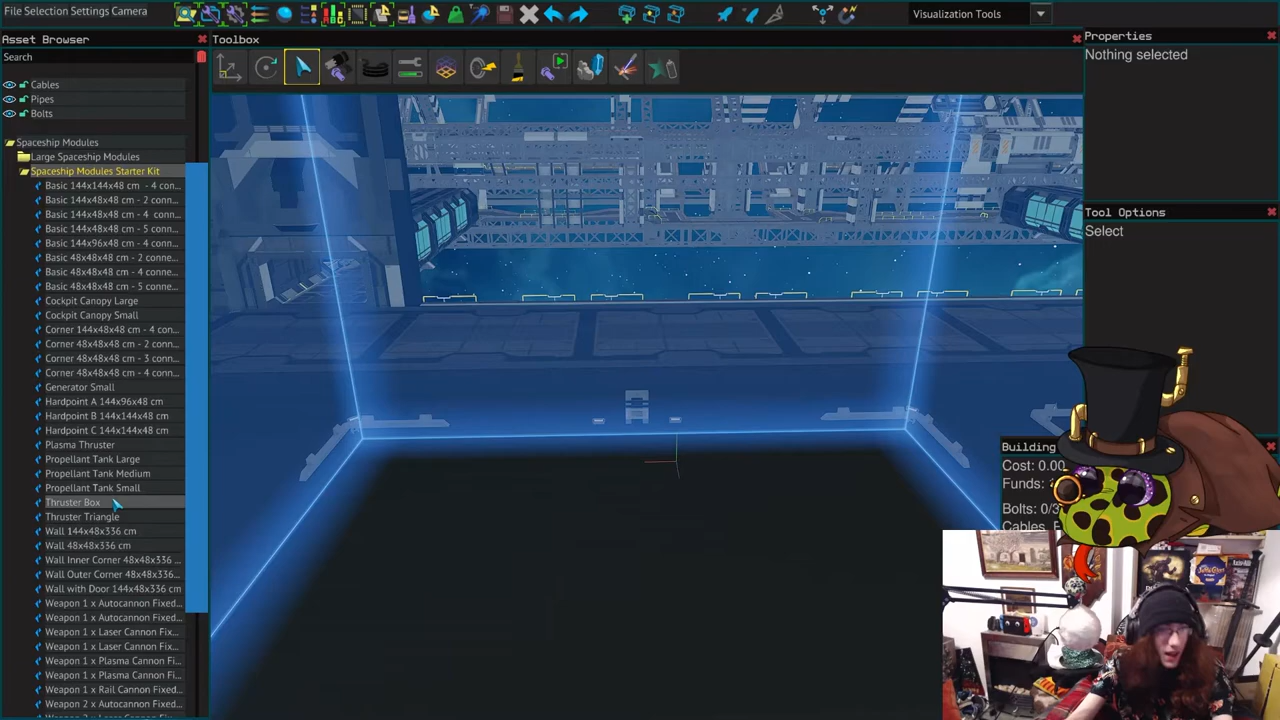 File Selection Settings Camera
Visualization Tools
Asset Browser
Toolbox
Properties
Search
Nothing selected
Cables
Pipes
Bolts
Spaceship Modules
Large Spaceship Modules
Spaceship Modules Starter Kit
Basic 144x144x48 cm - 4 con...
Basic 144x48x48 cm - 2 conn...
Basic 144x48x48 cm - 4 conn...
Basic 144x48x48 cm - 5 conn...
Basic 144x96x48 cm - 4 conn...
Basic 48x48x48 cm - 2 conne...
Basic 48x48x48 cm - 4 conne...
Basic 48x48x48 cm - 5 conne...
Cockpit Canopy Large
Cockpit Canopy Small
Corner 144x48x48 cm - 4 con...
Corner 48x48x48 cm - 2 conn...
Corner 48x48x48 cm - 3 conn...
Corner 48x48x48 cm - 4 conn...
Generator Small
Hardpoint A 144x96x48 cm
Hardpoint B 144x144x48 cm
Hardpoint C 144x144x48 cm
Plasma Thruster
Propellant Tank Large
Propellant Tank Medium
Propellant Tank Small
Thruster Box
Thruster Triangle
Wall 144x48x336 cm
Wall 48x48x336 cm
Wall Inner Corner 48x48x336 ...
Wall Outer Corner 48x48x336...
Wall with Door 144x48x336 cm
Weapon 1 x Autocannon Fixed...
Weapon 1 x Autocannon Fixed...
Weapon 1 x Laser Cannon Fix...
Weapon 1 x Laser Cannon Fix...
Weapon 1 x Plasma Cannon Fi...
Weapon 1 x Plasma Cannon Fi...
Weapon 1 x Rail Cannon Fixed...
Weapon 2 x Autocannon Fixed...
Tool Options
Select
Building
Cost: 0.00
Funds:
Bolts: 0/3
Cables